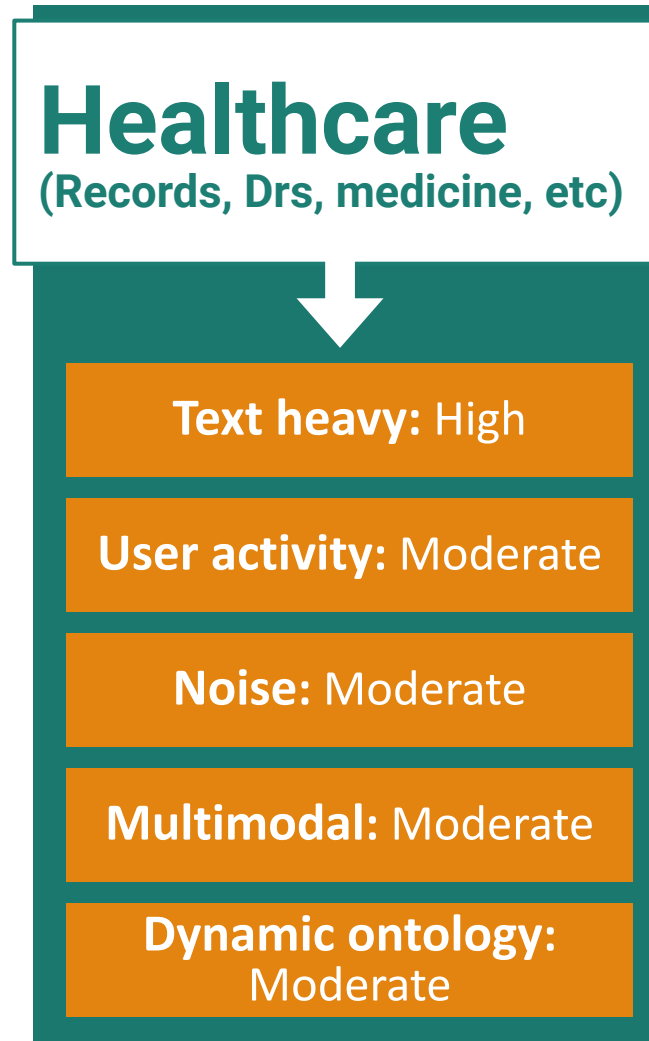 Healthcare
(Records, Drs, medicine, etc)
Text heavy: High
User activity: Moderate
Noise: Moderate
Multimodal: Moderate
Dynamic ontology:
Moderate